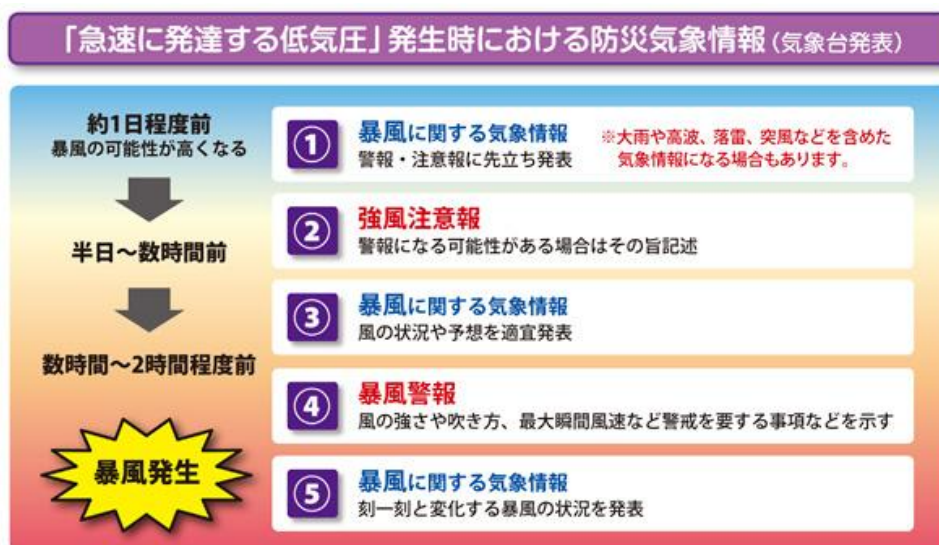 「急速に発達する低気圧」発生時における防災気象情報(気象台発表)
約1日程度前
暴風の可能性が高くなる
半日～数時間前
数時間～2時間程度前
暴風発生
① 暴風に関する気象情報
警報・注意報に先立ち発表
※大雨や高波、落雷、突風などを含めた
気象情報になる場合もあります。
② 強風注意報
警報になる可能性がある場合はその旨記述
③ 暴風に関する気象情報
風の状況や予想を適宜発表
④ 暴風警報
風の強さや吹き方、最大瞬間風速など警戒を要する事項などを示す
⑤ 暴風に関する気象情報
刻一刻と変化する暴風の状況を発表